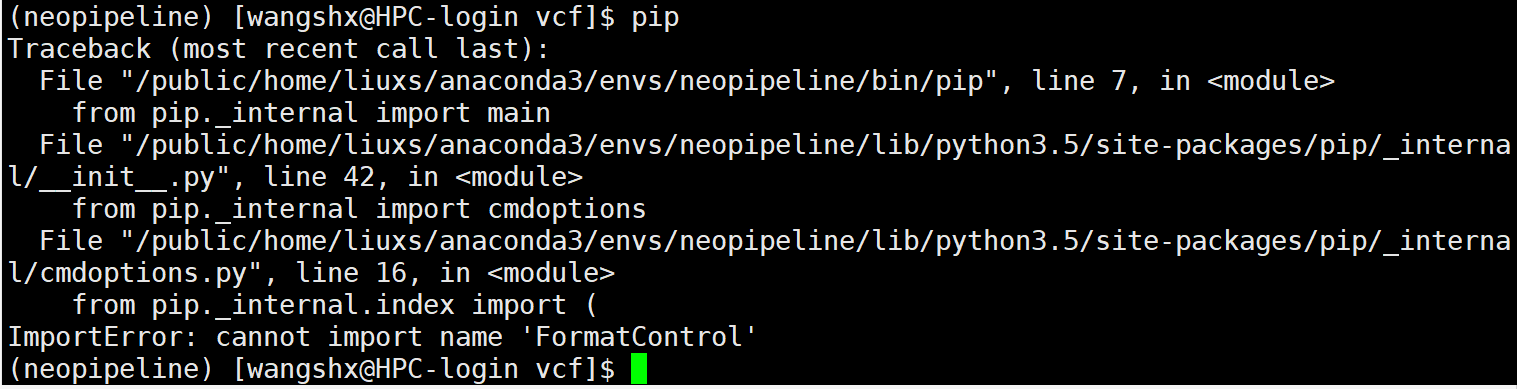 (neopipeline) [wangshx@HPC-login vcf]$ pip
Traceback (most recent call last):
  File "/public/home/liuxs/anaconda3/envs/neopipeline/bin/pip", line 7, in <module>
    from pip._internal import main
  File "/public/home/liuxs/anaconda3/envs/neopipeline/lib/python3.5/site-packages/pip/_interna
l/__init__.py", line 42, in <module>
    from pip._internal import cmdoptions
  File "/public/home/liuxs/anaconda3/envs/neopipeline/lib/python3.5/site-packages/pip/_interna
l/cmdoptions.py", line 16, in <module>
    from pip._internal.index import (
ImportError: cannot import name 'FormatControl'
(neopipeline) [wangshx@HPC-login vcf]$